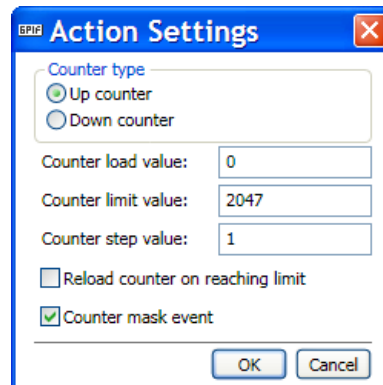 GPIF Action Settings
Counter type
Up counter
Down counter
Counter load value: 0
Counter limit value: 2047
Counter step value: 1
Reload counter on reaching limit
Counter mask event
OK Cancel